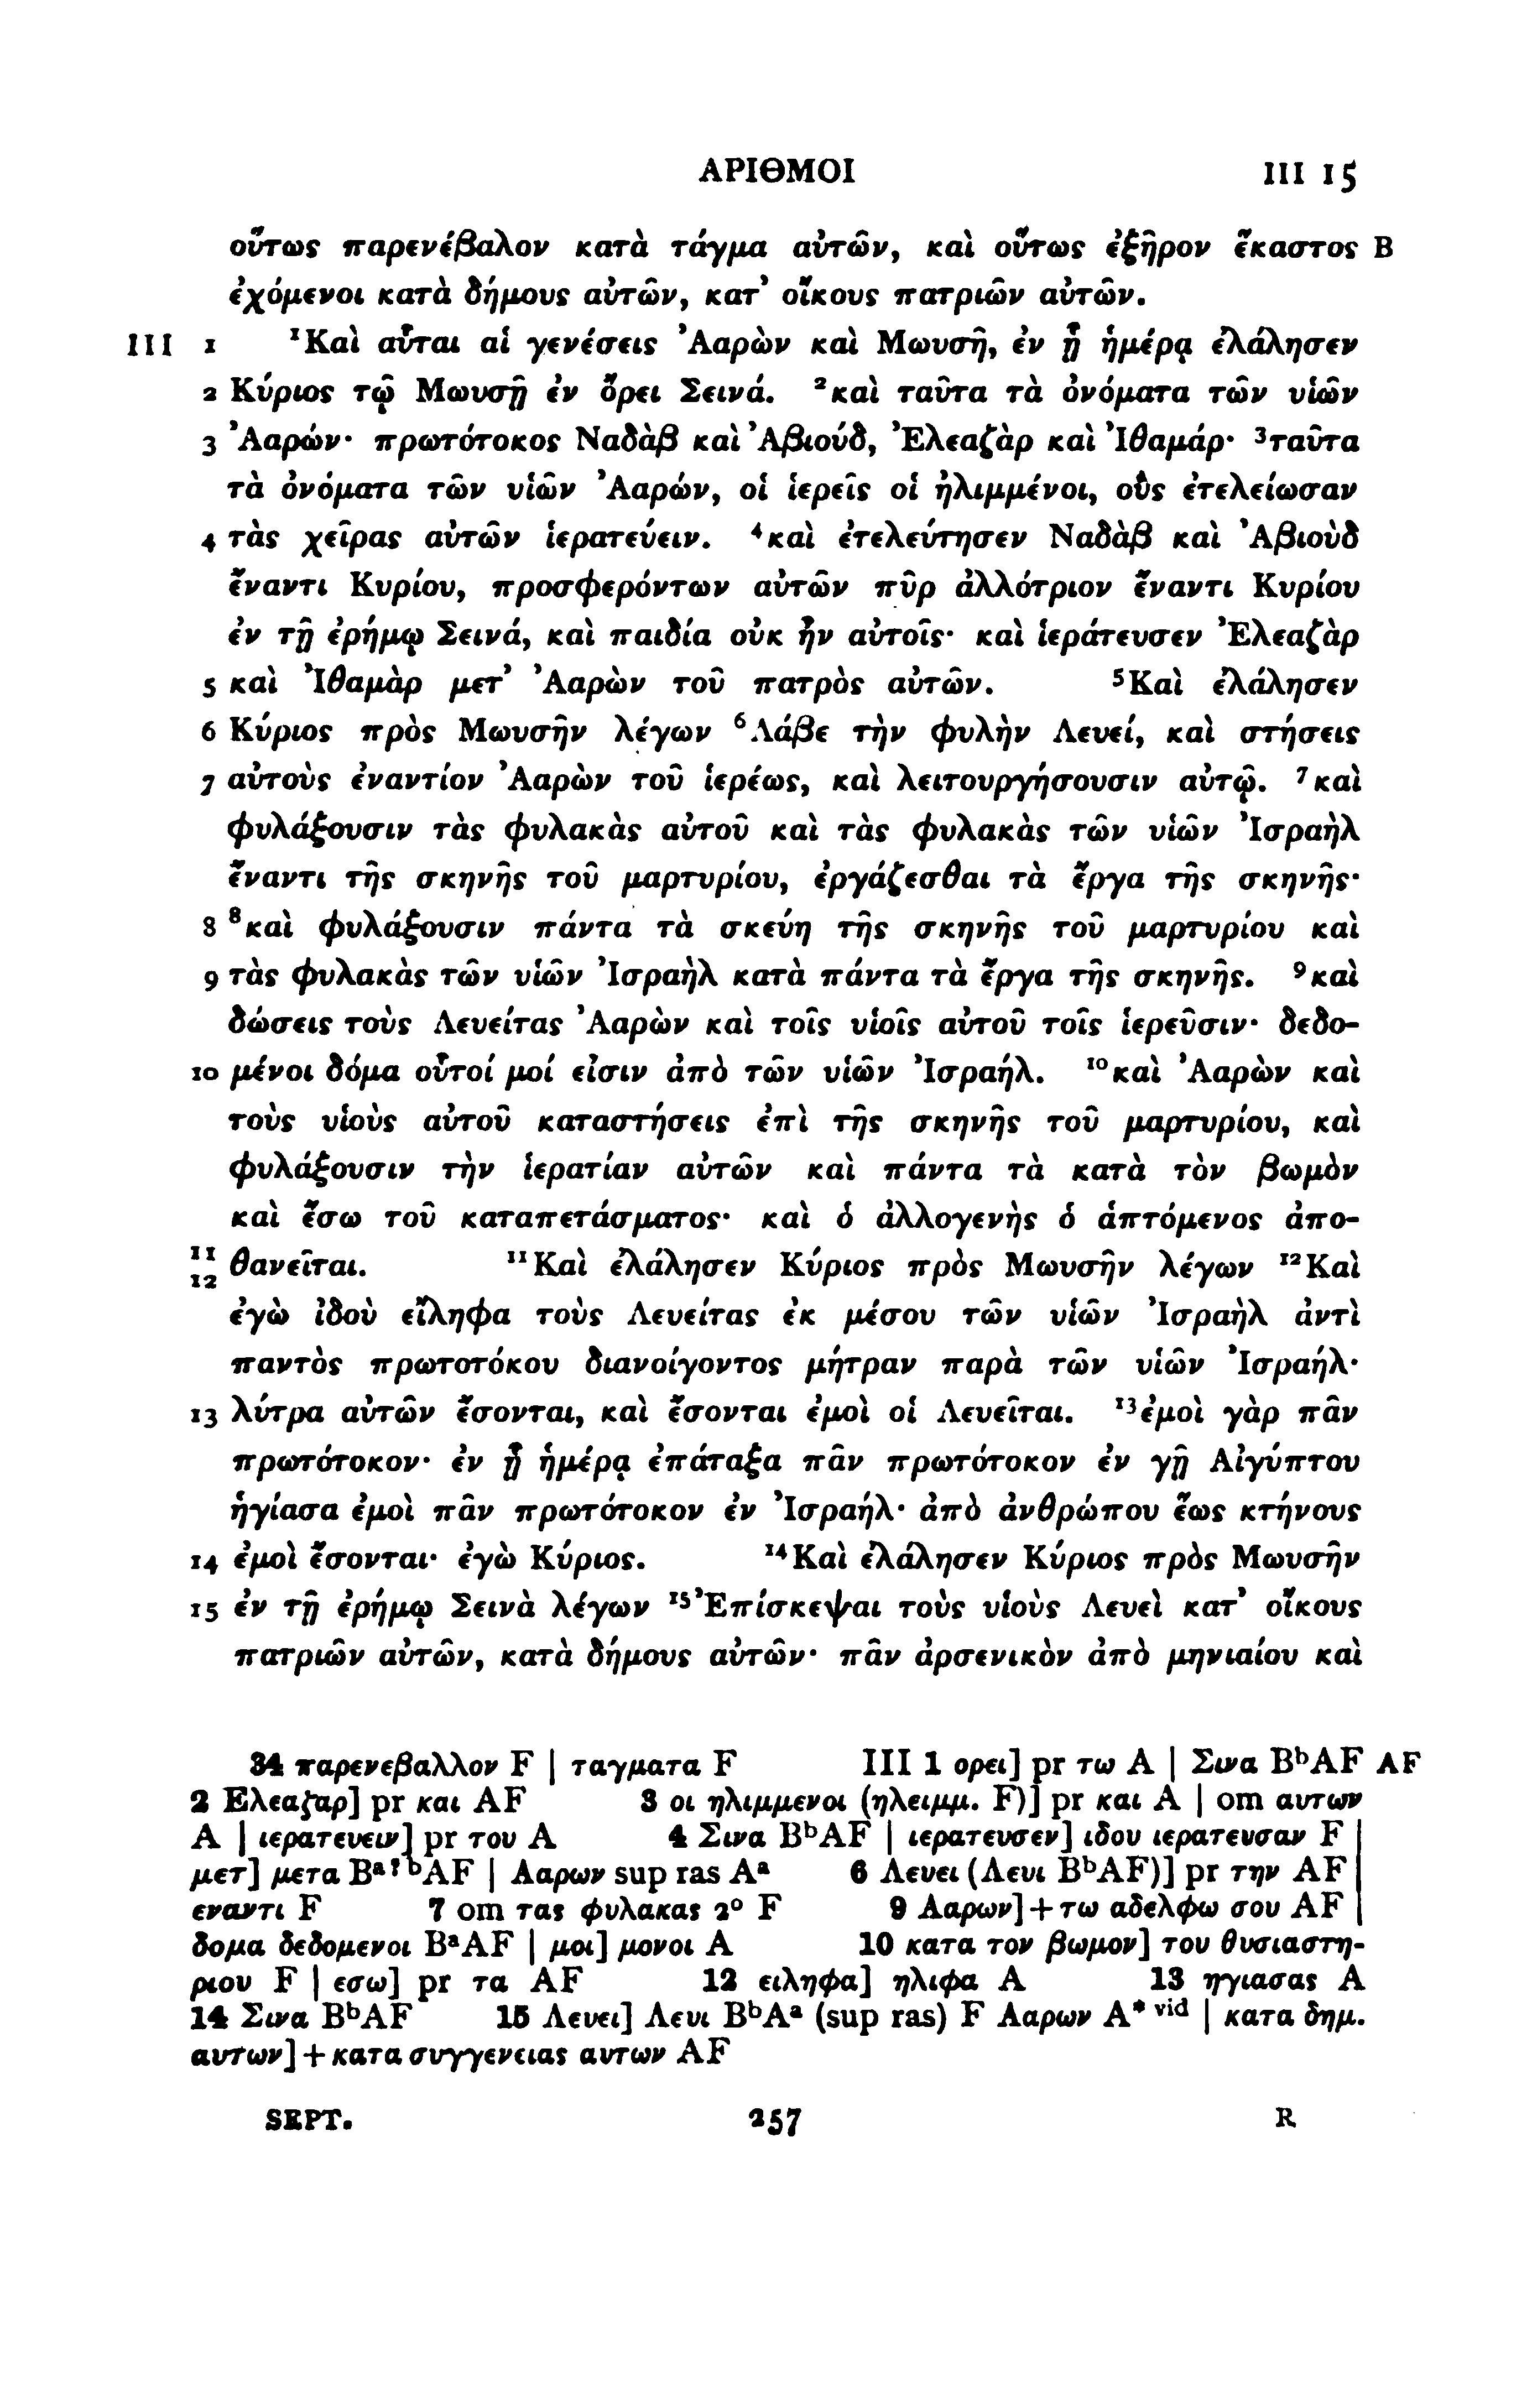 ΑΡΙΘΜΟΙ III 15
οὕτως παρενέβαλον κατὰ τάγμα αὐτῶν, καὶ οὕτως ἐξῆρον ἕκαστος B
ἐχόμενοι κατὰ δήμους αὐτῶν, κατ᾽ οἴκους πατριῶν αὐτῶν.
III 1 ¹Καὶ αὗται αἱ γενέσεις Ἀαρὼν καὶ Μωυσῆ, ἐν ᾗ ἡμέρᾳ ἐλάλησεν
2 Κύριος τῷ Μωυσῇ ἐν ὄρει Σεινά. ²καὶ ταῦτα τὰ ὀνόματα τῶν υἱῶν
3 Ἀαρών· πρωτότοκος Ναδὰβ καὶ Ἀβιούδ, Ἐλεαζὰρ καὶ Ἰθαμάρ· ³ταῦτα
τὰ ὀνόματα τῶν υἱῶν Ἀαρών, οἱ ἱερεῖς οἱ ἠλιμμένοι, οὓς ἐτελείωσαν
4 τὰς χεῖρας αὐτῶν ἱερατεύειν. ⁴καὶ ἐτελεύτησεν Ναδὰβ καὶ Ἀβιοὺδ
ἔναντι Κυρίου, προσφερόντων αὐτῶν πῦρ ἀλλότριον ἔναντι Κυρίου
ἐν τῇ ἐρήμῳ Σεινά, καὶ παιδία οὐκ ἦν αὐτοῖς· καὶ ἱεράτευσεν Ἐλεαζὰρ
5 καὶ Ἰθαμὰρ μετ᾽ Ἀαρὼν τοῦ πατρὸς αὐτῶν. ⁵Καὶ ἐλάλησεν
6 Κύριος πρὸς Μωυσῆν λέγων ⁶Λάβε τὴν φυλὴν Λευεί, καὶ στήσεις
7 αὐτοὺς ἐναντίον Ἀαρὼν τοῦ ἱερέως, καὶ λειτουργήσουσιν αὐτῷ. ⁷καὶ
φυλάξουσιν τὰς φυλακὰς αὐτοῦ καὶ τὰς φυλακὰς τῶν υἱῶν Ἰσραὴλ
ἔναντι τῆς σκηνῆς τοῦ μαρτυρίου, ἐργάζεσθαι τὰ ἔργα τῆς σκηνῆς·
8 ⁸καὶ φυλάξουσιν πάντα τὰ σκεύη τῆς σκηνῆς τοῦ μαρτυρίου καὶ
9 τὰς φυλακὰς τῶν υἱῶν Ἰσραὴλ κατὰ πάντα τὰ ἔργα τῆς σκηνῆς. ⁹καὶ
δώσεις τοὺς Λευείτας Ἀαρὼν καὶ τοῖς υἱοῖς αὐτοῦ τοῖς ἱερεῦσιν· δεδο-
10 μένοι δόμα οὗτοί μοί εἰσιν ἀπὸ τῶν υἱῶν Ἰσραήλ. ¹⁰καὶ Ἀαρὼν καὶ
τοὺς υἱοὺς αὐτοῦ καταστήσεις ἐπὶ τῆς σκηνῆς τοῦ μαρτυρίου, καὶ
φυλάξουσιν τὴν ἱερατίαν αὐτῶν καὶ πάντα τὰ κατὰ τὸν βωμὸν
καὶ ἔσω τοῦ καταπετάσματος· καὶ ὁ ἀλλογενὴς ὁ ἁπτόμενος ἀπο-
11 12 θανεῖται. ¹¹Καὶ ἐλάλησεν Κύριος πρὸς Μωυσῆν λέγων ¹²Καὶ
ἐγὼ ἰδοὺ εἴληφα τοὺς Λευείτας ἐκ μέσου τῶν υἱῶν Ἰσραὴλ ἀντὶ
παντὸς πρωτοτόκου διανοίγοντος μήτραν παρὰ τῶν υἱῶν Ἰσραήλ·
13 λύτρα αὐτῶν ἔσονται, καὶ ἔσονται ἐμοὶ οἱ Λευεῖται. ¹³ἐμοὶ γὰρ πᾶν
πρωτότοκον· ἐν ᾗ ἡμέρᾳ ἐπάταξα πᾶν πρωτότοκον ἐν γῇ Αἰγύπτου
ἡγίασα ἐμοὶ πᾶν πρωτότοκον ἐν Ἰσραήλ· ἀπὸ ἀνθρώπου ἕως κτήνους
14 ἐμοὶ ἔσονται· ἐγὼ Κύριος. ¹⁴Καὶ ἐλάλησεν Κύριος πρὸς Μωυσῆν
15 ἐν τῇ ἐρήμῳ Σεινὰ λέγων ¹⁵Ἐπίσκεψαι τοὺς υἱοὺς Λευεὶ κατ᾽ οἴκους
πατριῶν αὐτῶν, κατὰ δήμους αὐτῶν· πᾶν ἀρσενικὸν ἀπὸ μηνιαίου καὶ
34 παρενεβαλλον F | ταγματα F III 1 ορει] pr τω A | Σινα BᵇAF AF
2 Ελεαζαρ] pr και AF 3 οι ηλιμμενοι (ηλειμμ. F)] pr και A | om αυτων
A | ιερατευειν] pr του A 4 Σινα BᵇAF | ιερατευσεν] ιδου ιερατευσαν F |
μετ] μετα Bᵃ?ᵇAF | Ααρων sup ras Aᵃ 6 Λευει (Λευι BᵇAF)] pr την AF |
εναντι F 7 om τας φυλακας 2º F 9 Ααρων] + τω αδελφω σου AF |
δομα δεδομενοι BᵃAF | μοι] μονοι A 10 κατα τον βωμον] του θυσιαστη-
ριου F | εσω] pr τα AF 12 ειληφα] ηλιφα A 13 ηγιασας A
14 Σινα BᵇAF 15 Λευει] Λευι BᵇAᵃ (sup ras) F Ααρων A* ᵛⁱᵈ | κατα δημ.
αυτων] + κατα συγγενειας αυτων AF
SEPT. 257 R